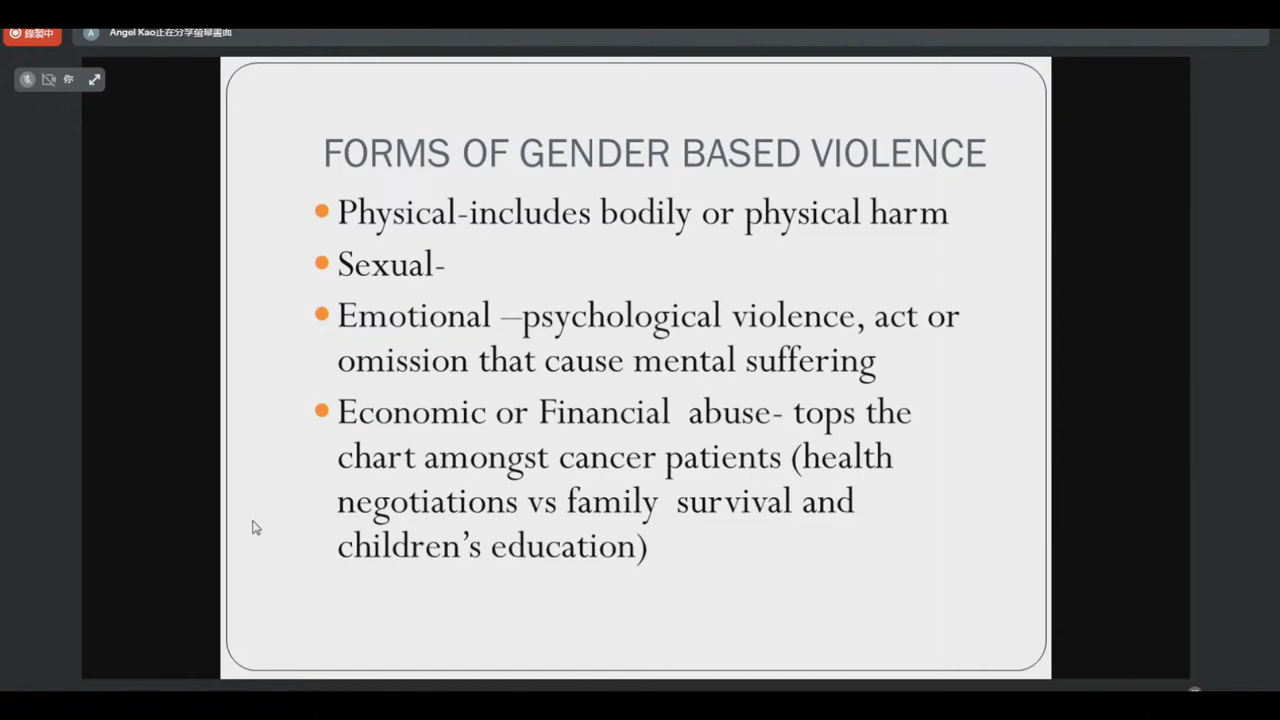 錄製中
A
Angel Kao正在分享螢幕畫面
你
FORMS OF GENDER BASED VIOLENCE
Physical-includes bodily or physical harm
Sexual-
Emotional –psychological violence, act or
omission that cause mental suffering
Economic or Financial abuse- tops the
chart amongst cancer patients (health
negotiations vs family survival and
children’s education)